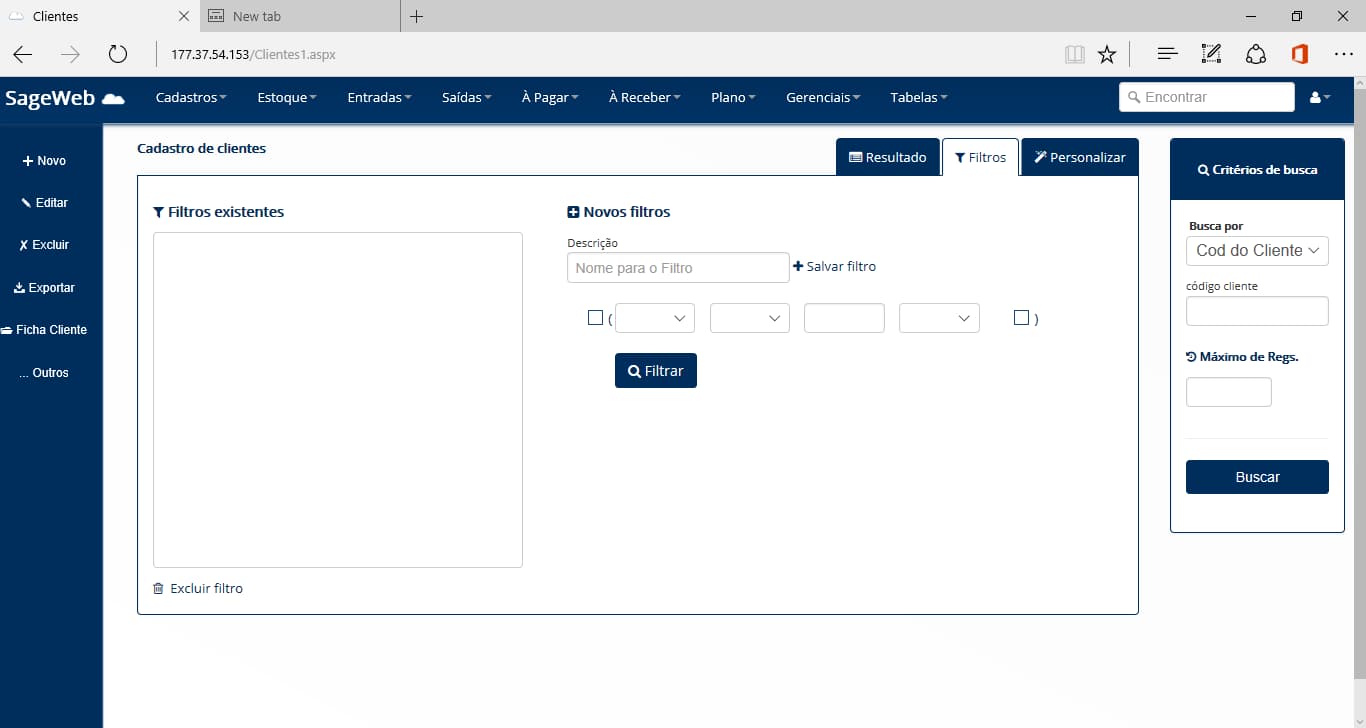 Clientes
New tab
177.37.54.153/Clientes1.aspx
SageWeb Cadastros Estoque Entradas Saídas À Pagar À Receber Plano Gerenciais Tabelas Encontrar
Novo
Editar
Excluir
Exportar
Ficha Cliente
... Outros
Cadastro de clientes
Resultado Filtros Personalizar
Filtros existentes
Excluir filtro
Novos filtros
Descrição
Nome para o Filtro Salvar filtro
( )
Filtrar
Critérios de busca
Busca por
Cod do Cliente
código cliente
Máximo de Regs.
Buscar